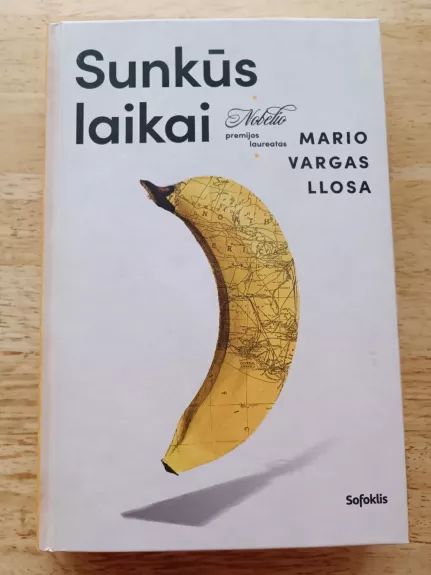 Sunkūs
laikai
Nobelio
premijos
laureatas
MARIO
VARGAS
LLOSA
Sofoklis